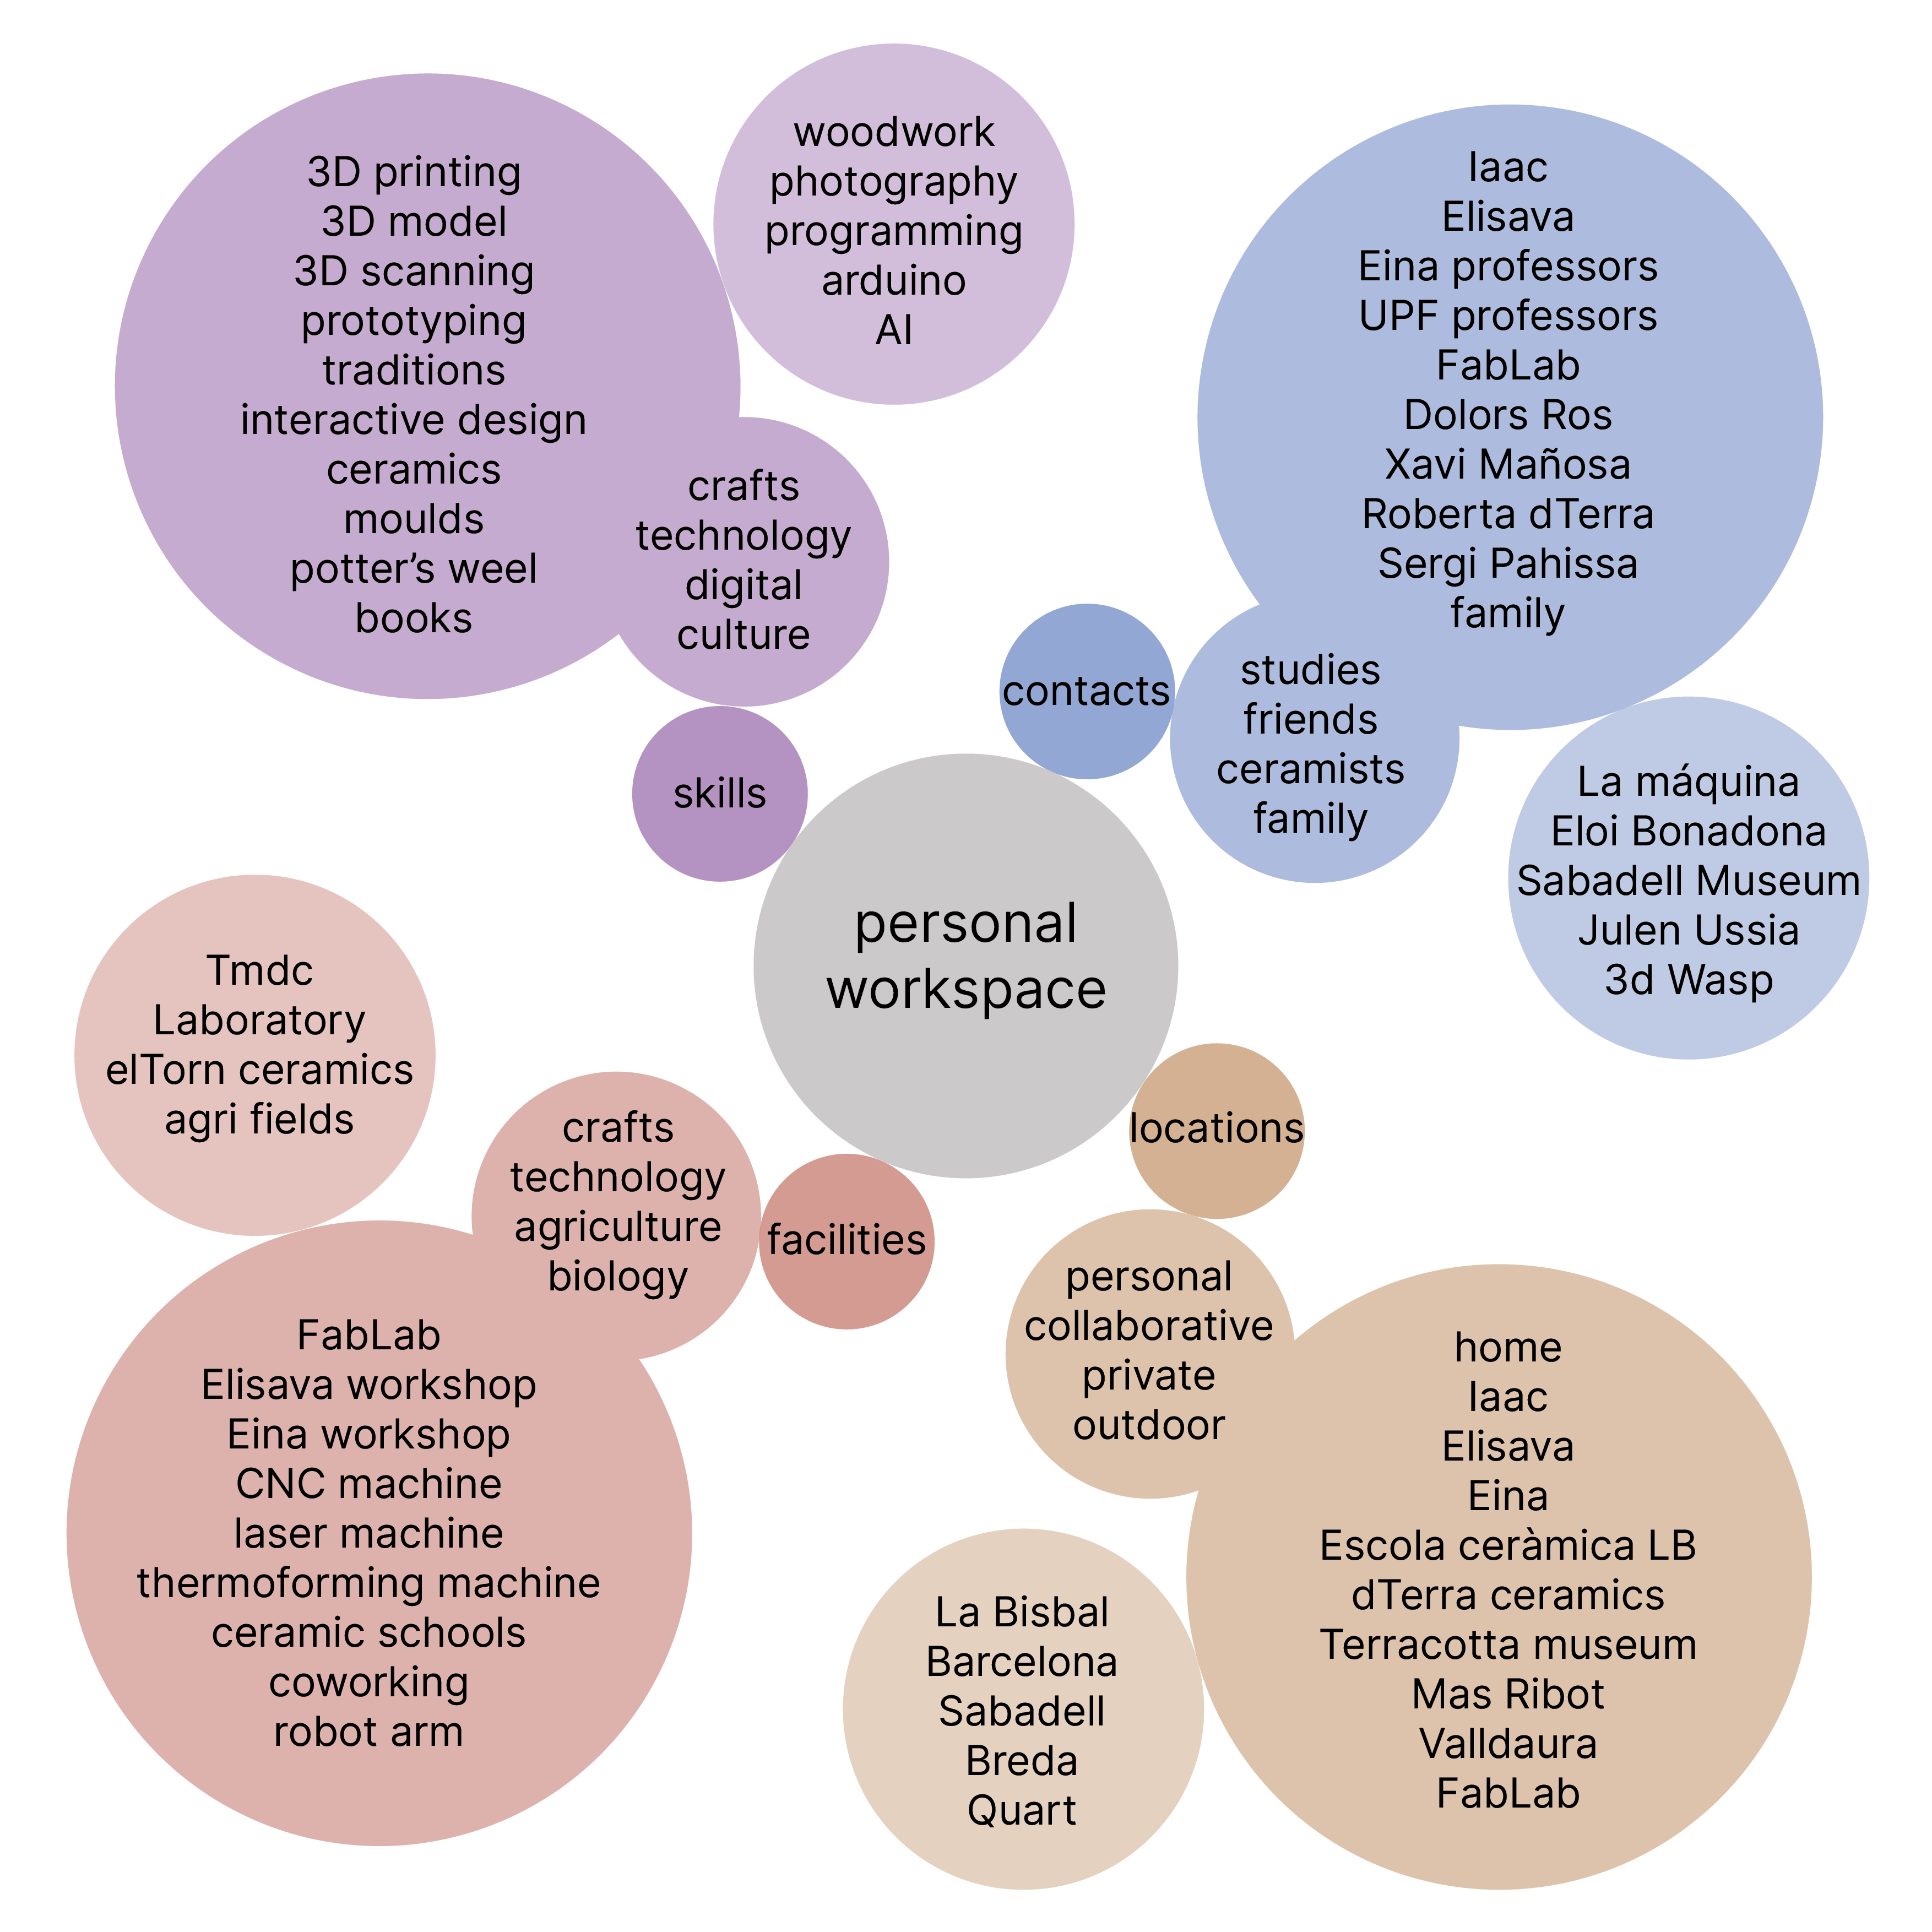 woodwork
photography
programming
arduino
AI
3D printing
3D model
3D scanning
prototyping
traditions
interactive design
ceramics
moulds
potter’s weel
books
crafts
technology
digital
culture
skills
Iaac
Elisava
Eina professors
UPF professors
FabLab
Dolors Ros
Xavi Mañosa
Roberta dTerra
Sergi Pahissa
family
contacts
studies
friends
ceramists
family
La máquina
Eloi Bonadona
Sabadell Museum
Julen Ussia
3d Wasp
personal
workspace
Tmdc
Laboratory
elTorn ceramics
agri fields
crafts
technology
agriculture
biology
facilities
FabLab
Elisava workshop
Eina workshop
CNC machine
laser machine
thermoforming machine
ceramic schools
coworking
robot arm
locations
personal
collaborative
private
outdoor
home
Iaac
Elisava
Eina
Escola ceràmica LB
dTerra ceramics
Terracotta museum
Mas Ribot
Valldaura
FabLab
La Bisbal
Barcelona
Sabadell
Breda
Quart